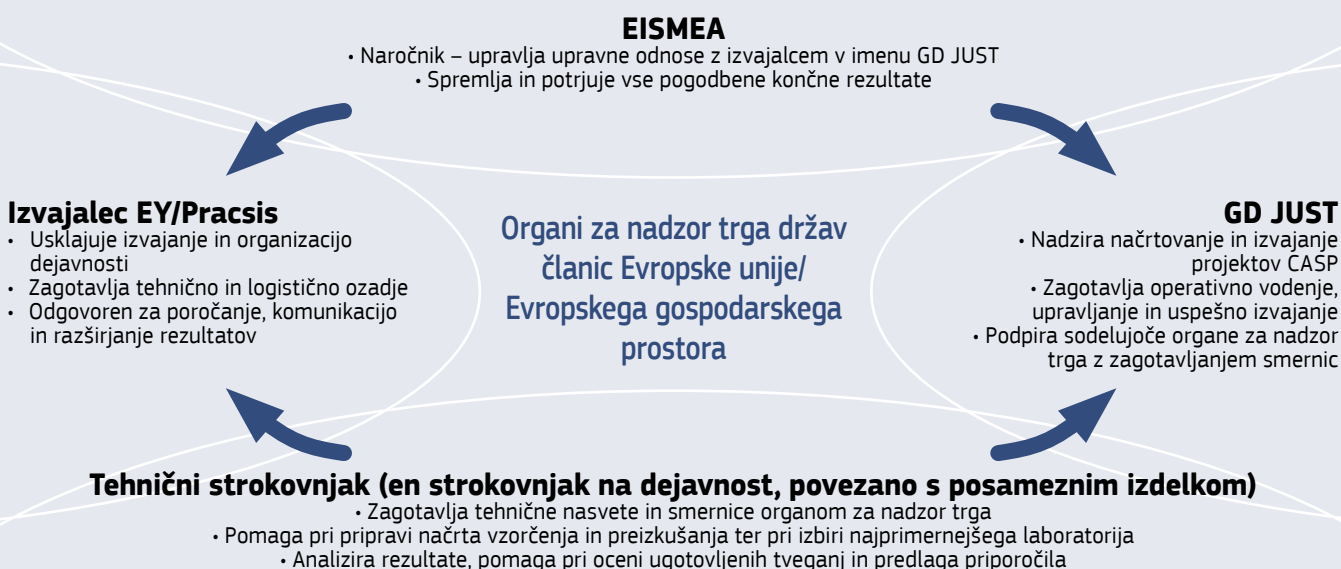 EISMEA
• Naročnik – upravlja upravne odnose z izvajalcem v imenu GD JUST
• Spremlja in potrjuje vse pogodbene končne rezultate
Izvajalec EY/Pracsis
• Usklajuje izvajanje in organizacijo
dejavnosti
• Zagotavlja tehnično in logistično ozadje
• Odgovoren za poročanje, komunikacijo
in razširjanje rezultatov
Organi za nadzor trga držav
članic Evropske unije/
Evropskega gospodarskega
prostora
GD JUST
• Nadzira načrtovanje in izvajanje
projektov CASP
• Zagotavlja operativno vodenje,
upravljanje in uspešno izvajanje
• Podpira sodelujoče organe za nadzor
trga z zagotavljanjem smernic
Tehnični strokovnjak (en strokovnjak na dejavnost, povezano s posameznim izdelkom)
• Zagotavlja tehnične nasvete in smernice organom za nadzor trga
• Pomaga pri pripravi načrta vzorčenja in preizkušanja ter pri izbiri najprimernejšega laboratorija
• Analizira rezultate, pomaga pri oceni ugotovljenih tveganj in predlaga priporočila